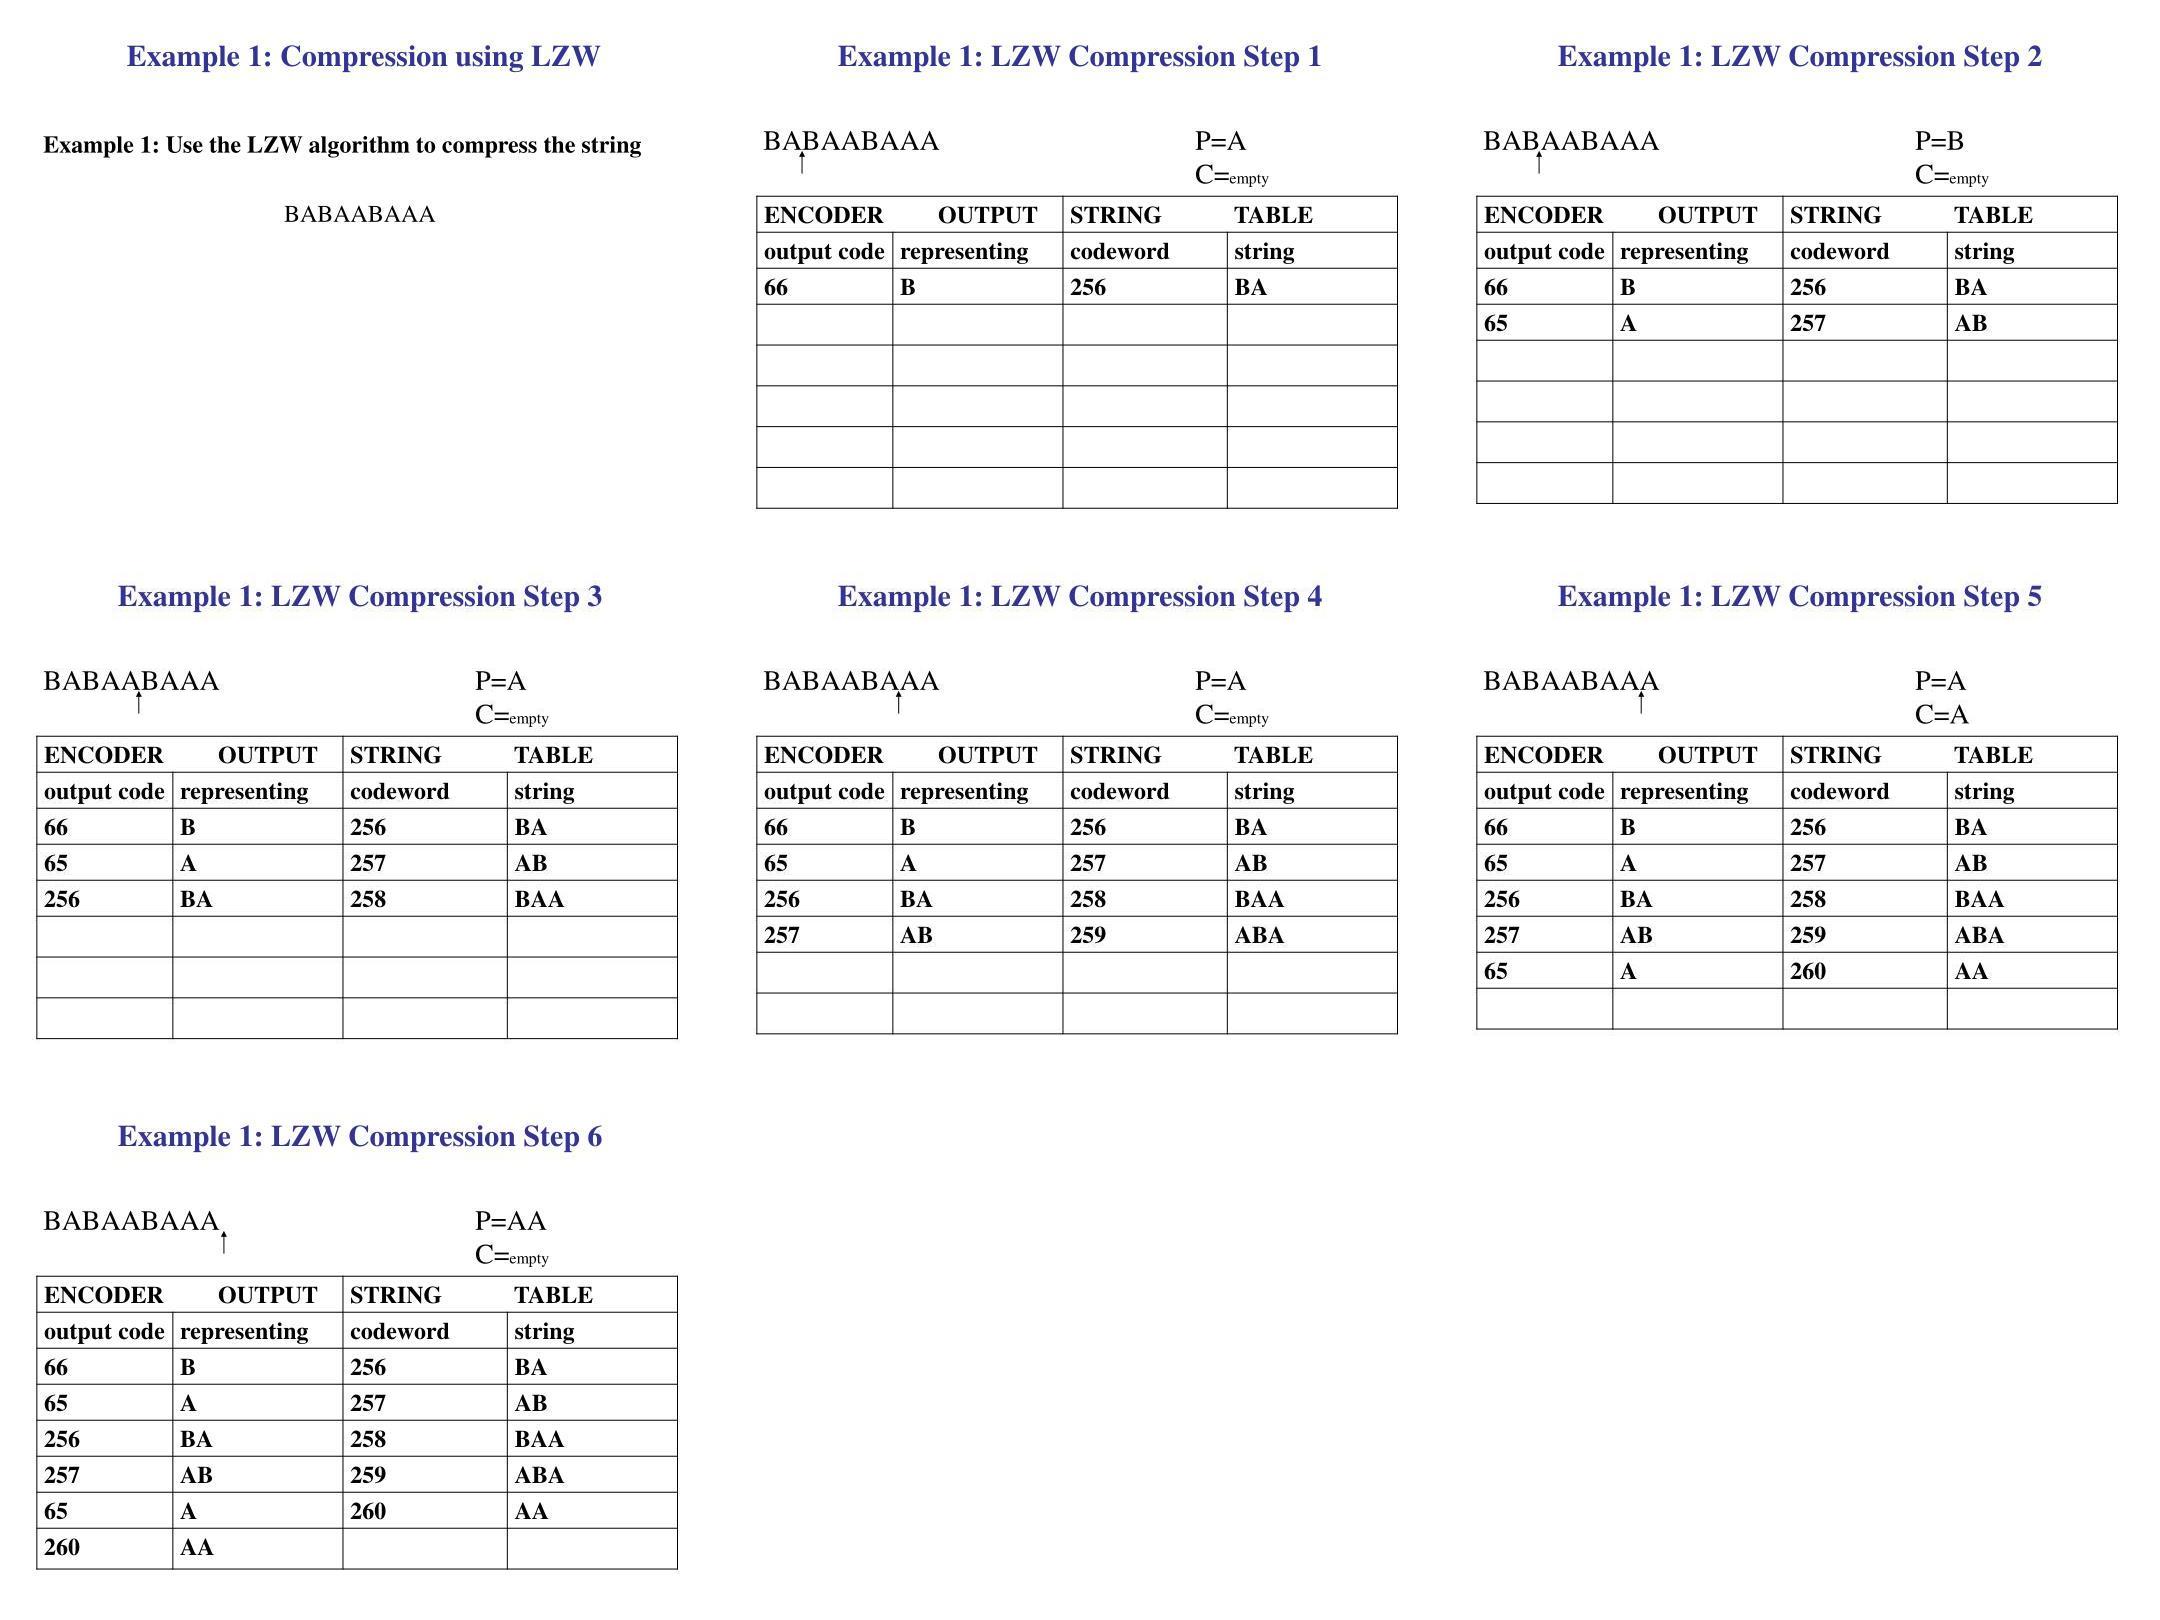 Example 1: Compression using LZW
Example 1: Use the LZW algorithm to compress the string
BABAABAAA
Example 1: LZW Compression Step 1
BABAABAAA P=A
C=empty
ENCODER OUTPUT STRING TABLE
output code representing codeword string
66 B 256 BA
Example 1: LZW Compression Step 2
BABAABAAA P=B
C=empty
ENCODER OUTPUT STRING TABLE
output code representing codeword string
66 B 256 BA
65 A 257 AB
Example 1: LZW Compression Step 3
BABAABAAA P=A
C=empty
ENCODER OUTPUT STRING TABLE
output code representing codeword string
66 B 256 BA
65 A 257 AB
256 BA 258 BAA
Example 1: LZW Compression Step 4
BABAABAAA P=A
C=empty
ENCODER OUTPUT STRING TABLE
output code representing codeword string
66 B 256 BA
65 A 257 AB
256 BA 258 BAA
257 AB 259 ABA
Example 1: LZW Compression Step 5
BABAABAAA P=A
C=A
ENCODER OUTPUT STRING TABLE
output code representing codeword string
66 B 256 BA
65 A 257 AB
256 BA 258 BAA
257 AB 259 ABA
65 A 260 AA
Example 1: LZW Compression Step 6
BABAABAAA P=AA
C=empty
ENCODER OUTPUT STRING TABLE
output code representing codeword string
66 B 256 BA
65 A 257 AB
256 BA 258 BAA
257 AB 259 ABA
65 A 260 AA
260 AA